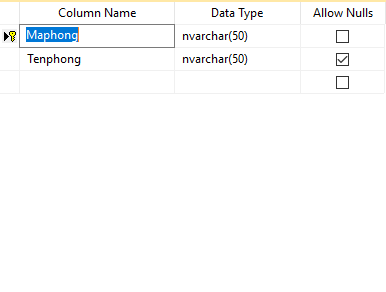 Column Name Data Type Allow Nulls
Maphong nvarchar(50)
Tenphong nvarchar(50)